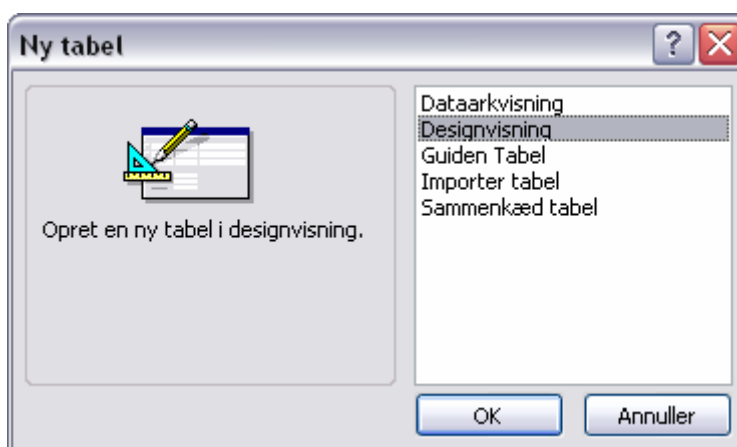 Ny tabel
Opret en ny tabel i designvisning.
Dataarkvisning
Designvisning
Guiden Tabel
Importer tabel
Sammenkæd tabel
OK
Annuller